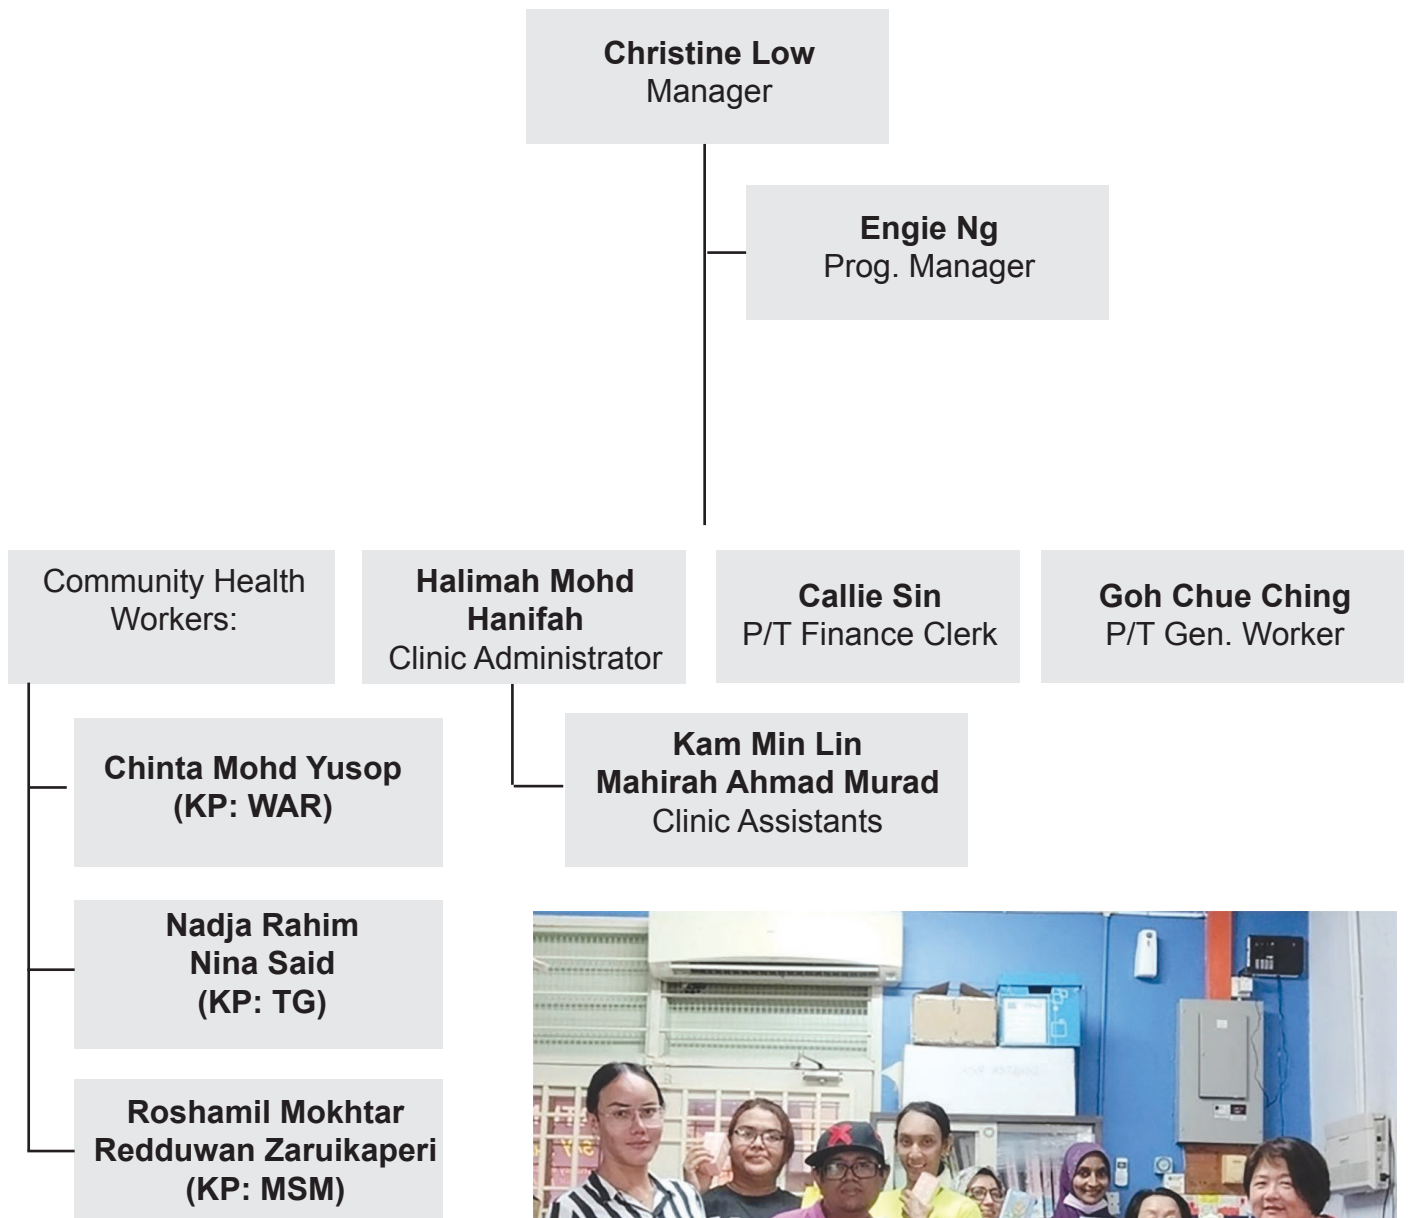 Christine Low
Manager
Engie Ng
Prog. Manager
Community Health
Workers:
Halimah Mohd
Hanifah
Clinic Administrator
Callie Sin
P/T Finance Clerk
Goh Chue Ching
P/T Gen. Worker
Chinta Mohd Yusop
(KP: WAR)
Kam Min Lin
Mahirah Ahmad Murad
Clinic Assistants
Nadja Rahim
Nina Said
(KP: TG)
Roshamil Mokhtar
Redduwan Zaruikaperi
(KP: MSM)